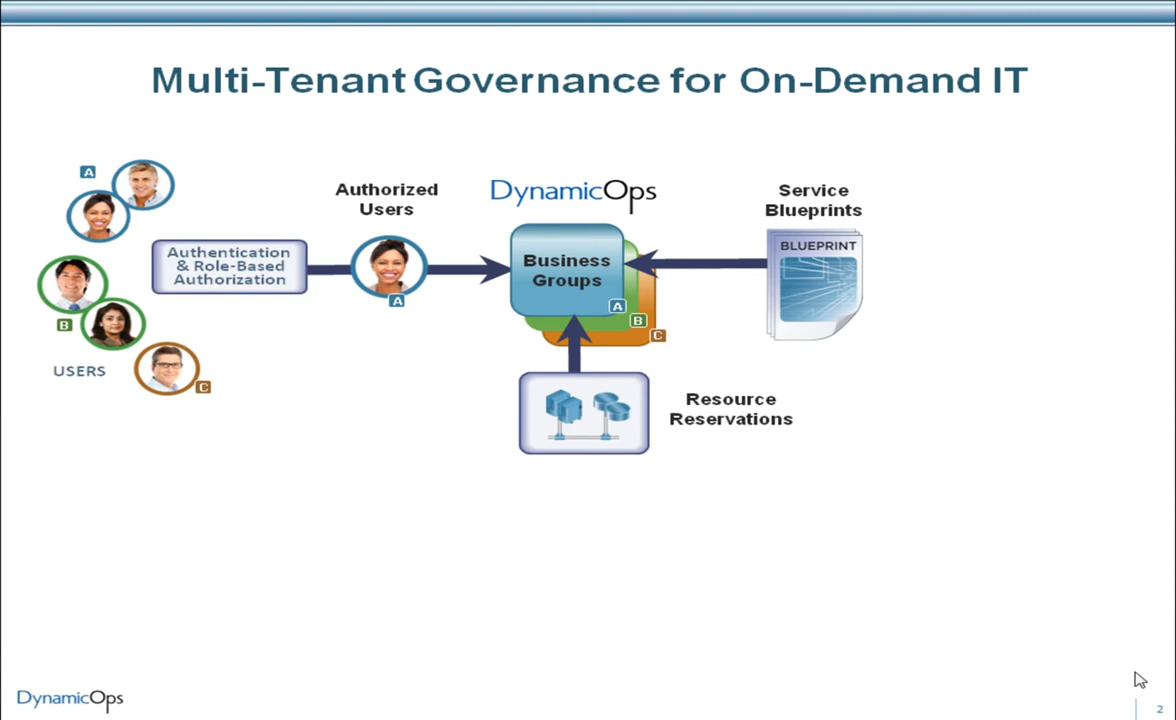 Multi-Tenant Governance for On-Demand IT
A
Authorized
Users
DynamicOps
Service
Blueprints
Authentication
& Role-Based
Authorization
A
Business
Groups
A
B
C
BLUEPRINT
B
USERS
C
Resource
Reservations
DynamicOps
2